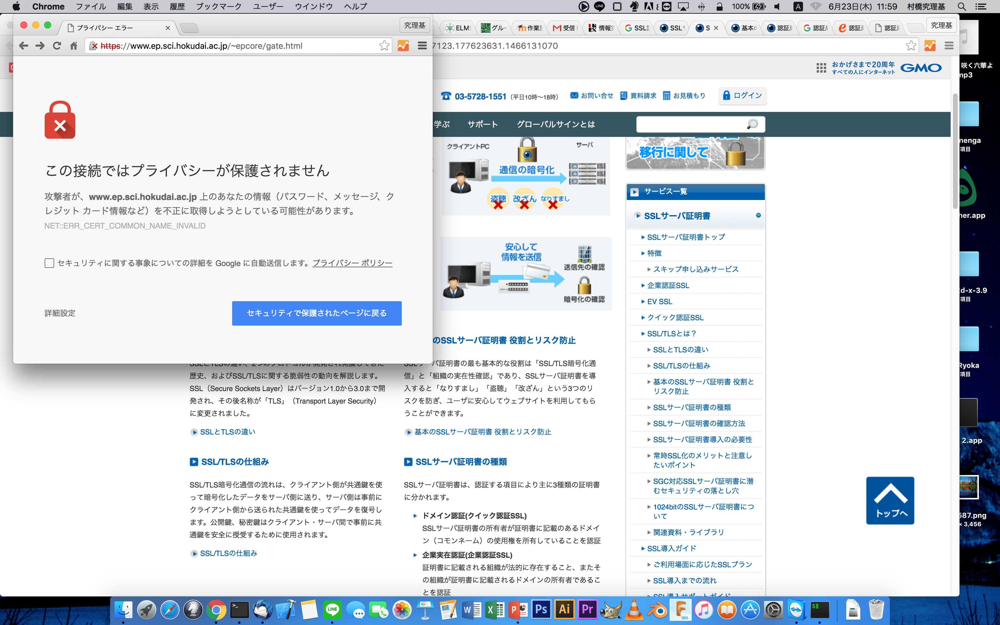 Chrome ファイル 編集 表示 履歴 ブックマーク ユーザー ウインドウ ヘルプ
LINE 100% A 6月23日(木) 11:59 村橋究理基
プライバシー エラー
究理基
ELMS グルー 作業 受信 SSL SSL S 基本の 認証局 認証局 認証局 認証局
究理基
https://www.ep.sci.hokudai.ac.jp/~epcore/gate.html
7123.177623631.1466131070
この接続ではプライバシーが保護されません
攻撃者が、www.ep.sci.hokudai.ac.jp 上のあなたの情報（パスワード、メッセージ、ク
レジット カード情報など）を不正に取得しようとしている可能性があります。
NET::ERR_CERT_COMMON_NAME_INVALID
セキュリティに関する事象についての詳細を Google に自動送信します。プライバシー ポリシー
詳細設定
セキュリティで保護されたページに戻る
おかげさまで20周年
すべての人にインターネット
GMO
03-5728-1551（平日10時～18時）
お問い合せ 資料請求 お見積もり ログイン
学ぶ サポート グローバルサインとは
クライアントPC サーバ
通信の暗号化
盗聴 改ざん なりすまし
安心して
情報を送信
送信先の確認
暗号化の確認
のSSLサーバ証明書 役割とリスク防止
歴史、およびSSL/TLSに関する脆弱性の動向を解説します。
SSL（Secure Sockets Layer）はバージョン1.0から3.0まで開
発され、その後名称が「TLS」（Transport Layer Security）
に変更されました。
SSLとTLSの違い
SSLサーバ証明書の最も基本的な役割は「SSL/TLS暗号化通
信」と「組織の実在性確認」であり、SSLサーバ証明書を導
入すると「なりすまし」「盗聴」「改ざん」という3つのリ
スクを防ぎ、ユーザに安心してウェブサイトを利用してもら
うことができます。
基本のSSLサーバ証明書 役割とリスク防止
SSL/TLSの仕組み
SSL/TLS暗号化通信の流れは、クライアント側が共通鍵を使
って暗号化したデータをサーバ側に送り、サーバ側は事前に
クライアント側から送られた共通鍵を使ってデータを復号し
ます。公開鍵、秘密鍵はクライアント・サーバ間で事前に共
通鍵を安全に授受するために使用されます。
SSL/TLSの仕組み
SSLサーバ証明書の種類
SSLサーバ証明書は、認証する項目により主に3種類の証明書
に分かれます。
ドメイン認証(クイック認証SSL)
SSLサーバ証明書の所有者が証明書に記載のあるドメイ
ン（コモンネーム）の使用権を所有していることを認証
企業実在認証(企業認証SSL)
証明書に記載される組織が法的に存在すること、またそ
の組織が証明書に記載されるドメインの所有者であるこ
とを認証
移行に関して
サービス一覧
SSLサーバ証明書
SSLサーバ証明書トップ
特徴
スキップ申し込みサービス
企業認証SSL
EV SSL
クイック認証SSL
SSL/TLSとは？
SSLとTLSの違い
SSL/TLSの仕組み
基本のSSLサーバ証明書 役割と
リスク防止
SSLサーバ証明書の種類
SSLサーバ証明書の確認方法
SSLサーバ証明書導入の必要性
常時SSL化のメリットと注意し
たいポイント
SGC対応SSLサーバ証明書に潜
むセキュリティの落とし穴
1024bitのSSLサーバ証明書につ
いて
関連資料・ライブラリ
SSL導入ガイド
ご利用場面に応じたSSLプラン
SSL導入までの流れ
SSL導入サポートガイド
トップへ
咲く六華よ
mp3
nenga
項目
her.app
d-x-3.9
項目
Ryoka
項目
2.app
587.png
× 3,456
LINE W X P Ps Ai Pr F 360